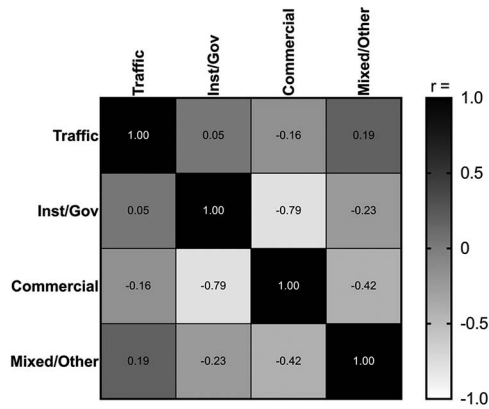 Traffic Inst/Gov Commercial Mixed/Other
r =
Traffic 1.00 0.05 -0.16 0.19
Inst/Gov 0.05 1.00 -0.79 -0.23
Commercial -0.16 -0.79 1.00 -0.42
Mixed/Other 0.19 -0.23 -0.42 1.00
1.0
0.5
0
-0.5
-1.0